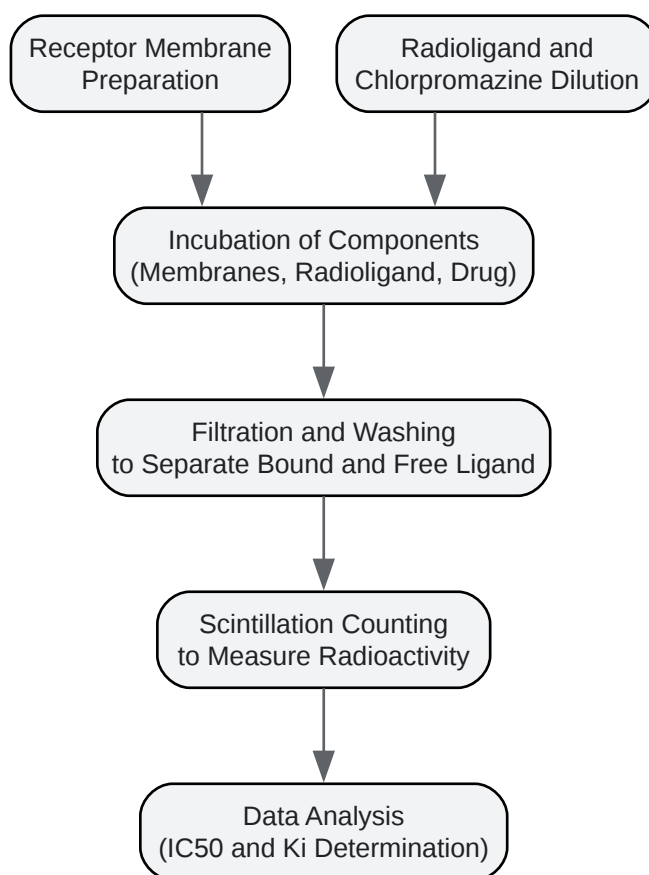 Receptor Membrane
Preparation
Radioligand and
Chlorpromazine Dilution
Incubation of Components
(Membranes, Radioligand, Drug)
Filtration and Washing
to Separate Bound and Free Ligand
Scintillation Counting
to Measure Radioactivity
Data Analysis
(IC50 and Ki Determination)